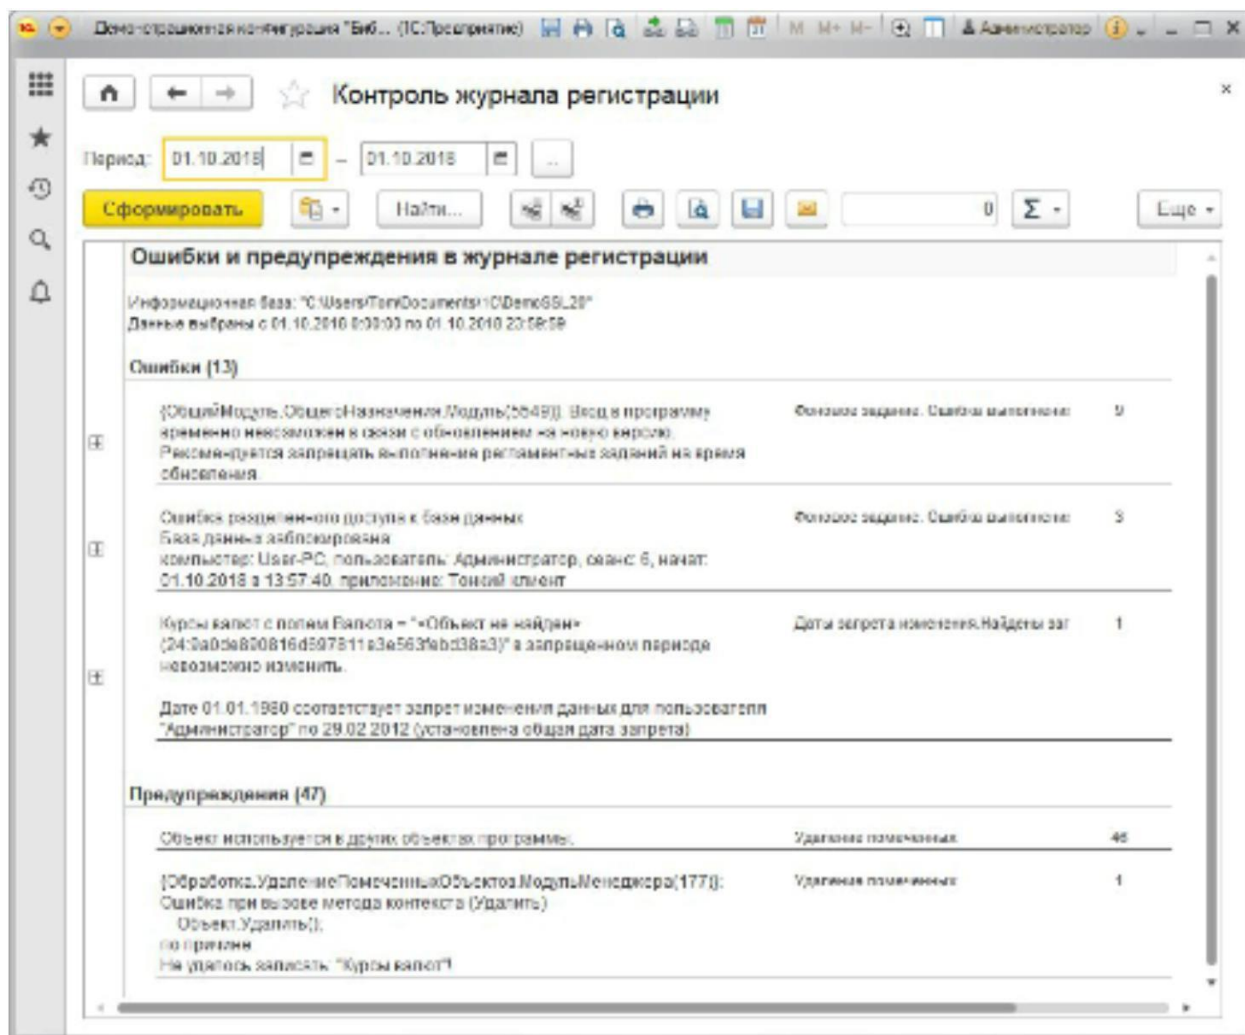 Демонстрационная конфигурация "Биб... (1С:Предприятие)
M M+ M-
Администратор
Контроль журнала регистрации
Период: 01.10.2018 – 01.10.2018 ...
Сформировать Найти... 0 Σ Еще
Ошибки и предупреждения в журнале регистрации
Информационная база: "C:\Users\Tom\Documents\1C\DemoSSL20"
Данные выбраны с 01.10.2018 0:00:00 по 01.10.2018 23:59:59
Ошибки (13)
{ОбщийМодуль.ОбщегоНазначения.Модуль(5549)}: Вход в программу Фоновое задание. Ошибка выполнени 9
временно невозможен в связи с обновлением на новую версию.
Рекомендуется запрещать выполнение регламентных заданий на время
обновления.
Ошибка разделенного доступа к базе данных Фоновое задание. Ошибка выполнени 3
База данных заблокирована
компьютер: User-PC, пользователь: Администратор, сеанс: 6, начат:
01.10.2018 в 13:57:40, приложение: Тонкий клиент
Курсы валют с полем Валюта = "<Объект не найден> Даты запрета изменения.Найдены заг 1
в запрещенном периоде
невозможно изменить.
Дате 01.01.1980 соответствует запрет изменения данных для пользователя
"Администратор" по 29.02.2012 (установлена общая дата запрета)
Предупреждения (47)
Объект используется в других объектах программы. Удаление помеченных 46
{Обработка.УдалениеПомеченныхОбъектов.МодульМенеджера(177)}: Удаление помеченных 1
Ошибка при вызове метода контекста (Удалить)
Объект.Удалить();
по причине
Не удалось записать: "Курсы валют"!